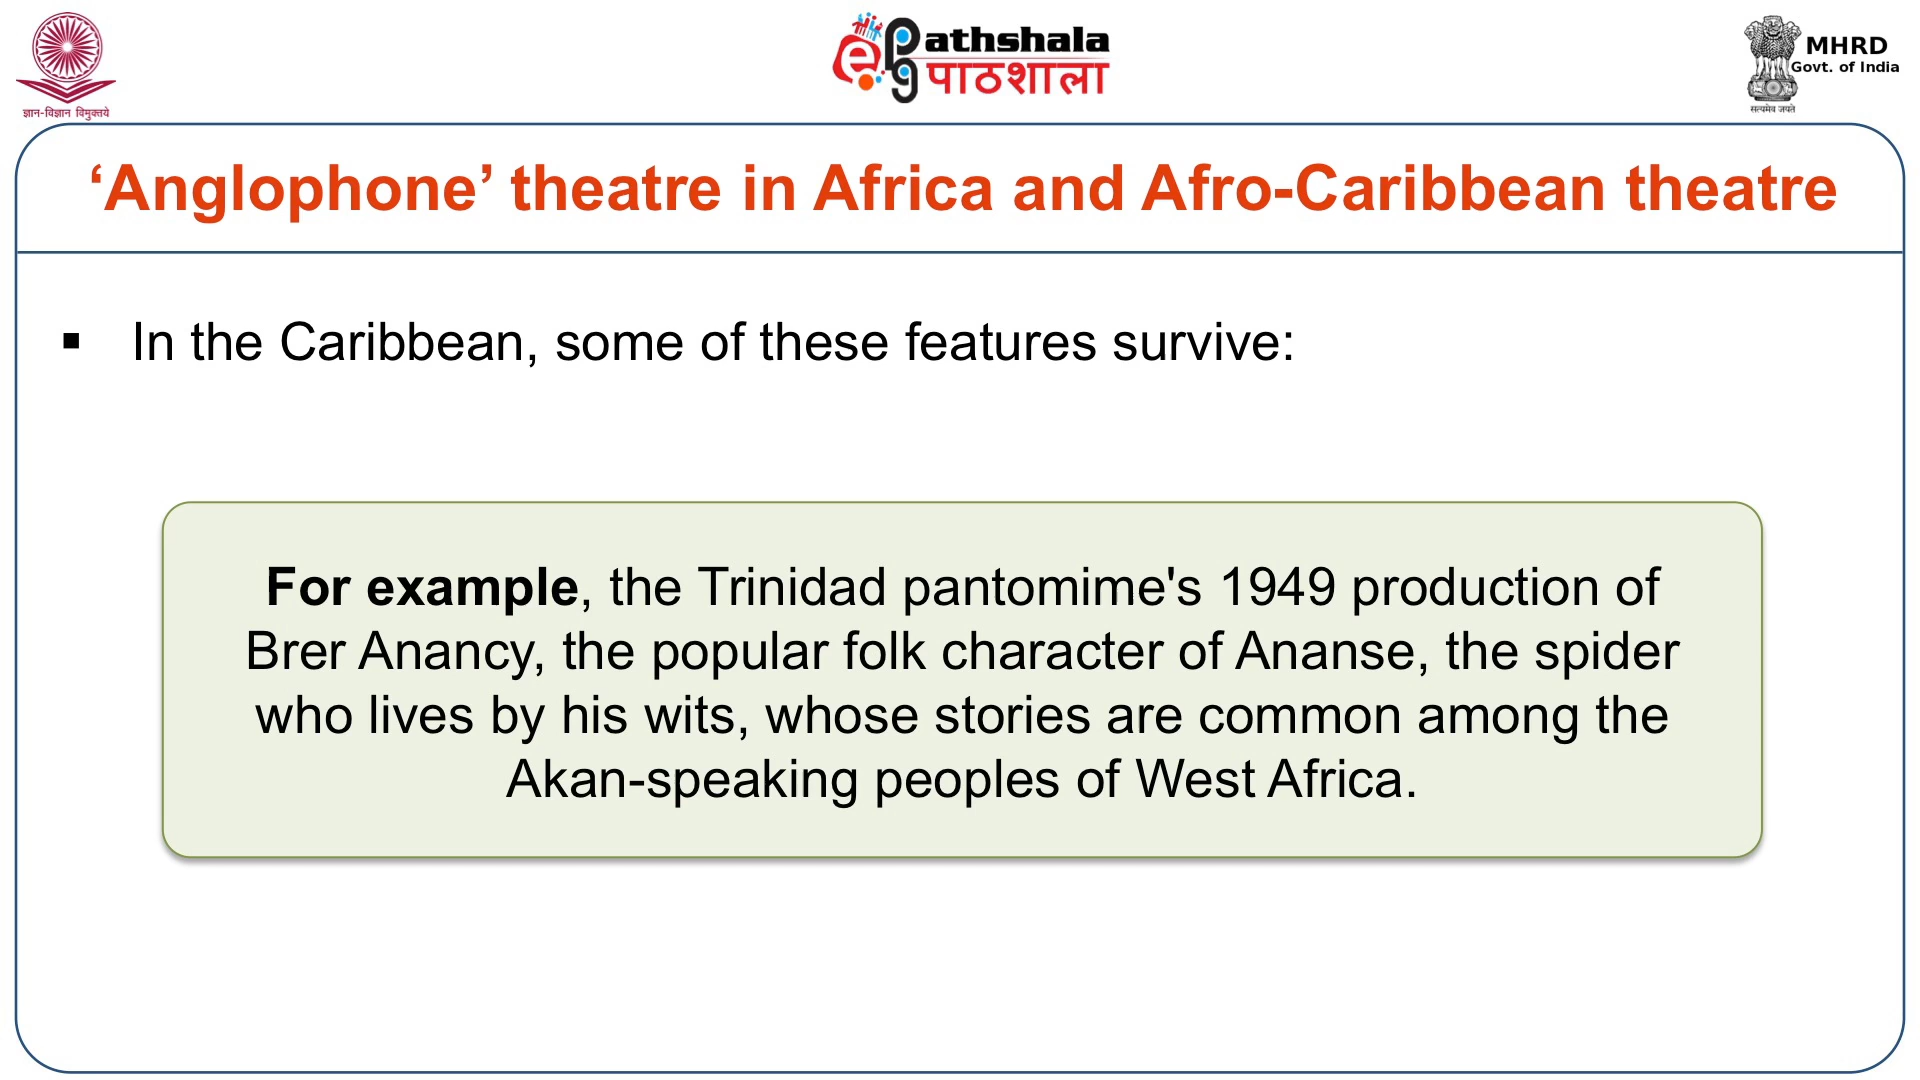 ज्ञान-विज्ञान विमुक्तये
ePG Pathshala
पाठशाला
MHRD
Govt. of India
सत्यमेव जयते
‘Anglophone’ theatre in Africa and Afro-Caribbean theatre
▪ In the Caribbean, some of these features survive:
For example, the Trinidad pantomime's 1949 production of
Brer Anancy, the popular folk character of Ananse, the spider
who lives by his wits, whose stories are common among the
Akan-speaking peoples of West Africa.